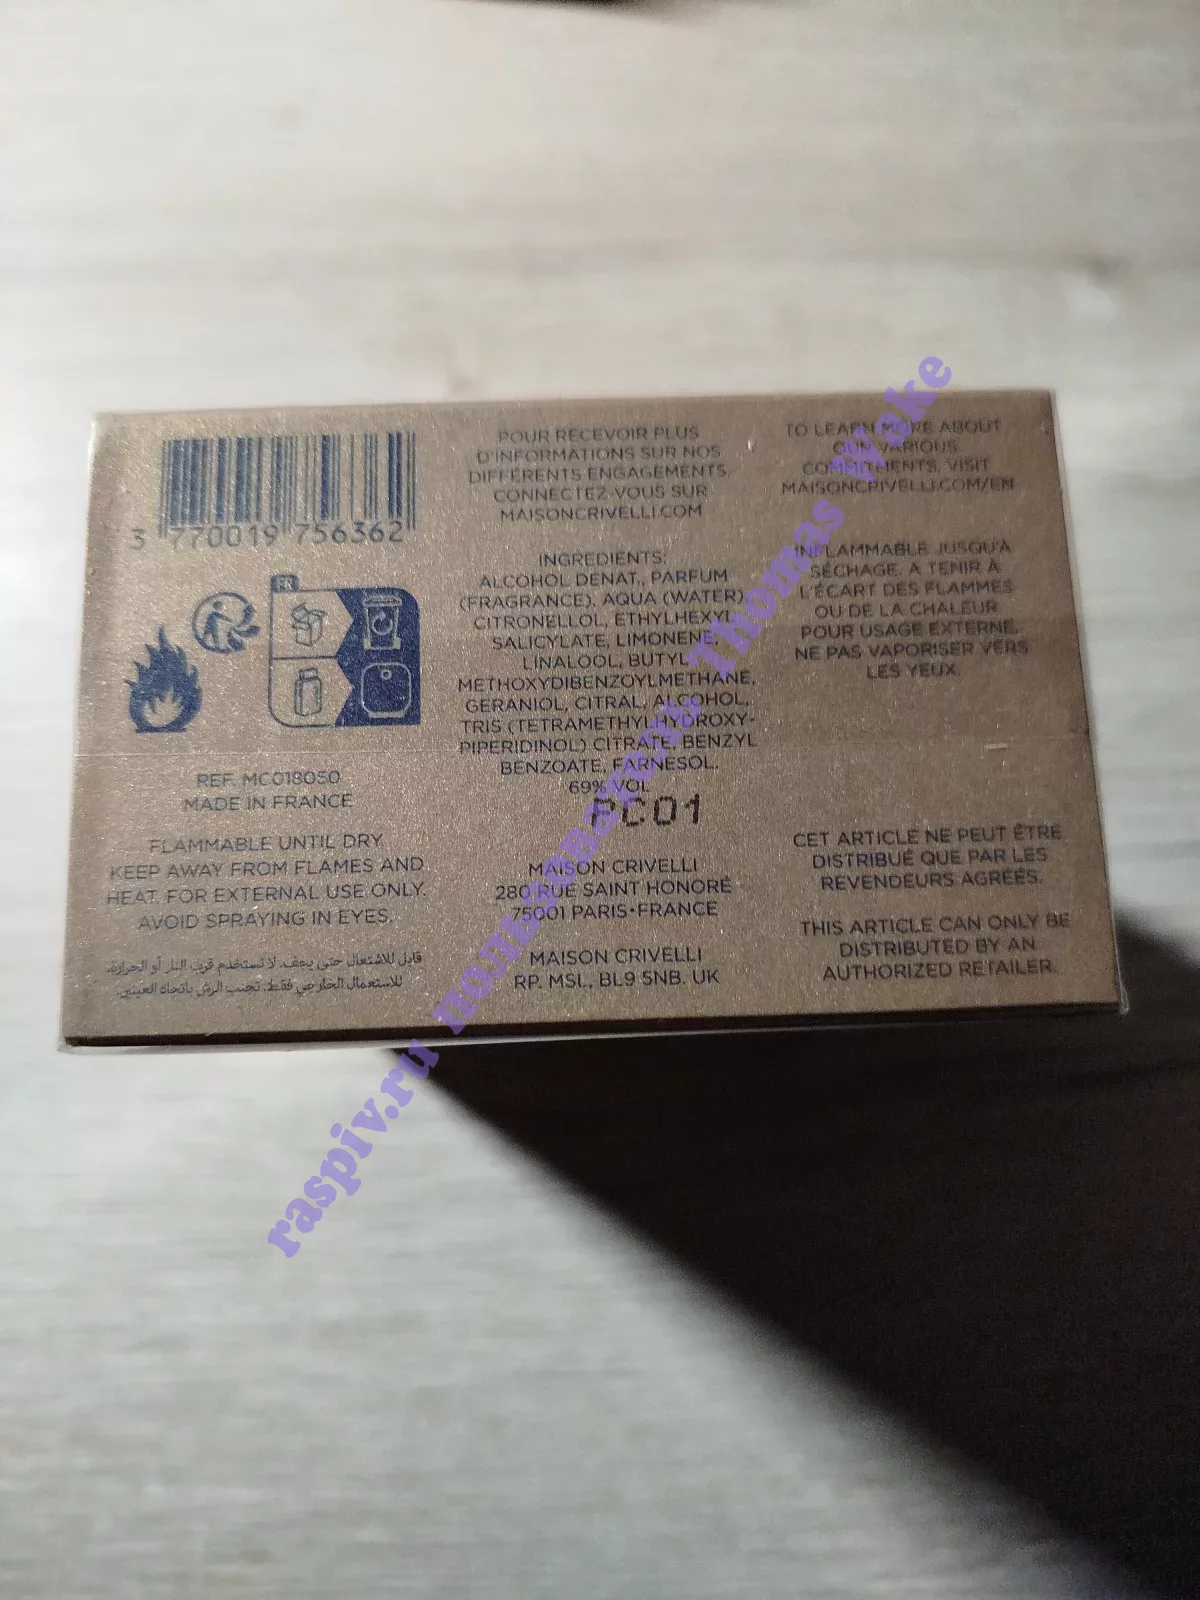 3 770019 756362
FR
REF. MC018050
MADE IN FRANCE
FLAMMABLE UNTIL DRY
KEEP AWAY FROM FLAMES AND
HEAT. FOR EXTERNAL USE ONLY.
AVOID SPRAYING IN EYES.
قابل للاشتعال حتى يجف. لا تستخدم قرب النار أو الحرارة.
للاستعمال الخارجي فقط. تجنب الرش باتجاه العينين
POUR RECEVOIR PLUS
D'INFORMATIONS SUR NOS
DIFFÉRENTS ENGAGEMENTS,
CONNECTEZ-VOUS SUR
MAISONCRIVELLI.COM
INGREDIENTS:
ALCOHOL DENAT., PARFUM
(FRAGRANCE), AQUA (WATER),
CITRONELLOL, ETHYLHEXYL
SALICYLATE, LIMONENE,
LINALOOL, BUTYL
METHOXYDIBENZOYLMETHANE,
GERANIOL, CITRAL, ALCOHOL,
TRIS (TETRAMETHYLHYDROXY-
PIPERIDINOL) CITRATE, BENZYL
BENZOATE, FARNESOL.
69% VOL
PC01
MAISON CRIVELLI
280 RUE SAINT HONORÉ
75001 PARIS•FRANCE
MAISON CRIVELLI
RP. MSL, BL9 5NB. UK
TO LEARN MORE ABOUT
OUR VARIOUS
COMMITMENTS, VISIT
MAISONCRIVELLI.COM/EN
INFLAMMABLE JUSQU'À
SÉCHAGE. A TENIR À
L'ÉCART DES FLAMMES
OU DE LA CHALEUR
POUR USAGE EXTERNE.
NE PAS VAPORISER VERS
LES YEUX.
CET ARTICLE NE PEUT ÊTRE
DISTRIBUÉ QUE PAR LES
REVENDEURS AGRÉÉS.
THIS ARTICLE CAN ONLY BE
DISTRIBUTED BY AN
AUTHORIZED RETAILER.
raspiv.ru пользователь Thomas Wake